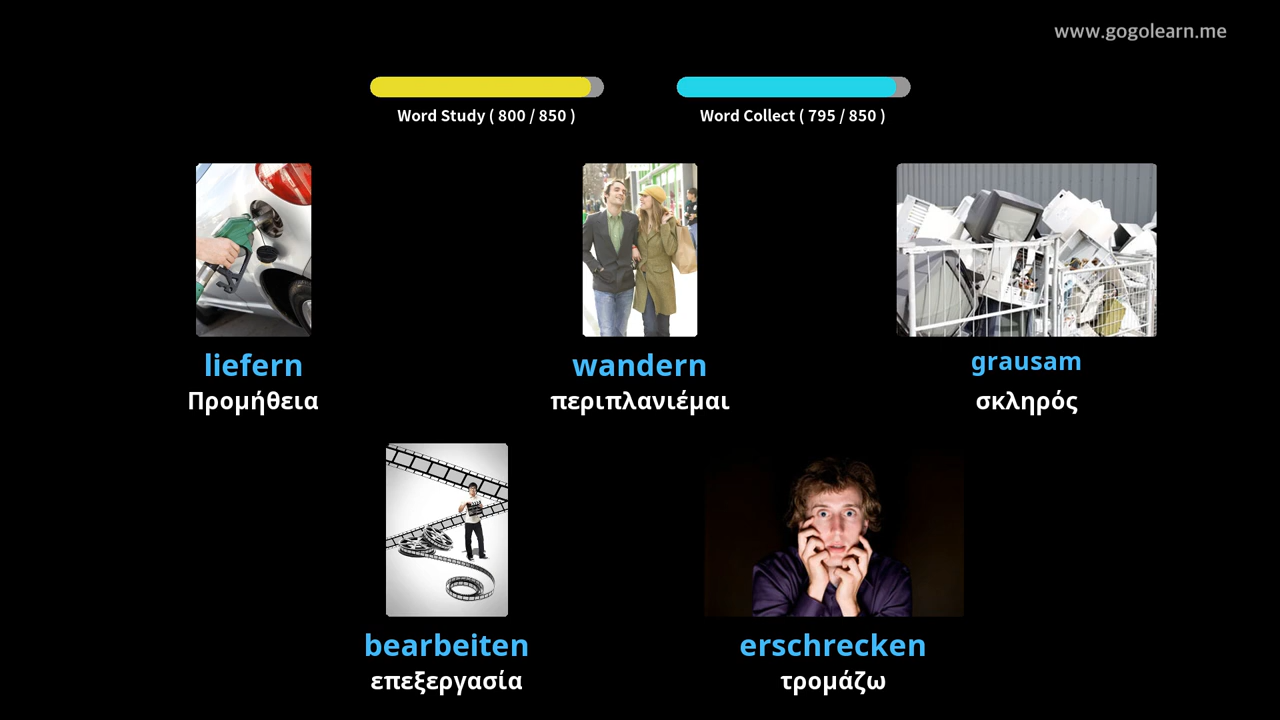 www.gogolearn.me
Word Study ( 800 / 850 )
Word Collect ( 795 / 850 )
liefern
Προμήθεια
wandern
περιπλανιέμαι
grausam
σκληρός
bearbeiten
επεξεργασία
erschrecken
τρομάζω